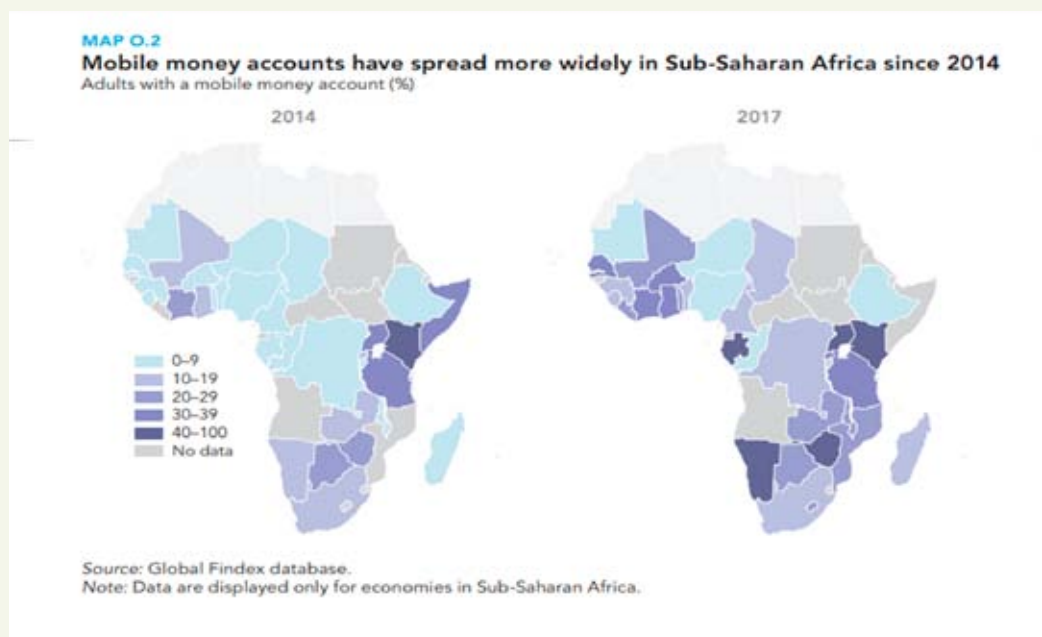 MAP O.2
Mobile money accounts have spread more widely in Sub-Saharan Africa since 2014
Adults with a mobile money account (%)
2014
2017
0–9
10–19
20–29
30–39
40–100
No data
Source: Global Findex database.
Note: Data are displayed only for economies in Sub-Saharan Africa.